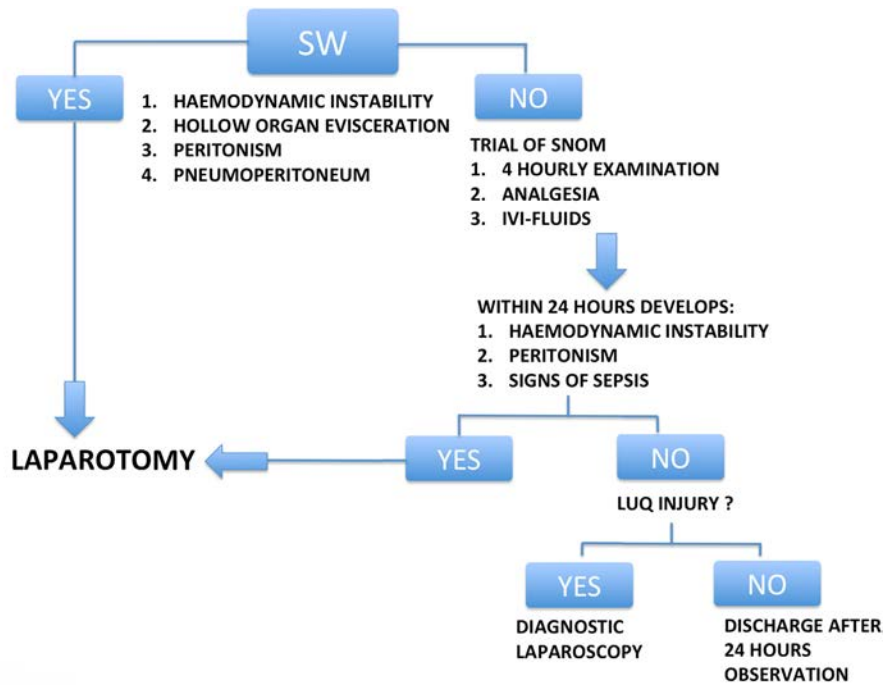 SW
YES
1. HAEMODYNAMIC INSTABILITY
2. HOLLOW ORGAN EVISCERATION
3. PERITONISM
4. PNEUMOPERITONEUM
NO
TRIAL OF SNOM
1. 4 HOURLY EXAMINATION
2. ANALGESIA
3. IVI-FLUIDS
WITHIN 24 HOURS DEVELOPS:
1. HAEMODYNAMIC INSTABILITY
2. PERITONISM
3. SIGNS OF SEPSIS
LAPAROTOMY
YES
NO
LUQ INJURY ?
YES
NO
DIAGNOSTIC
LAPAROSCOPY
DISCHARGE AFTER
24 HOURS
OBSERVATION